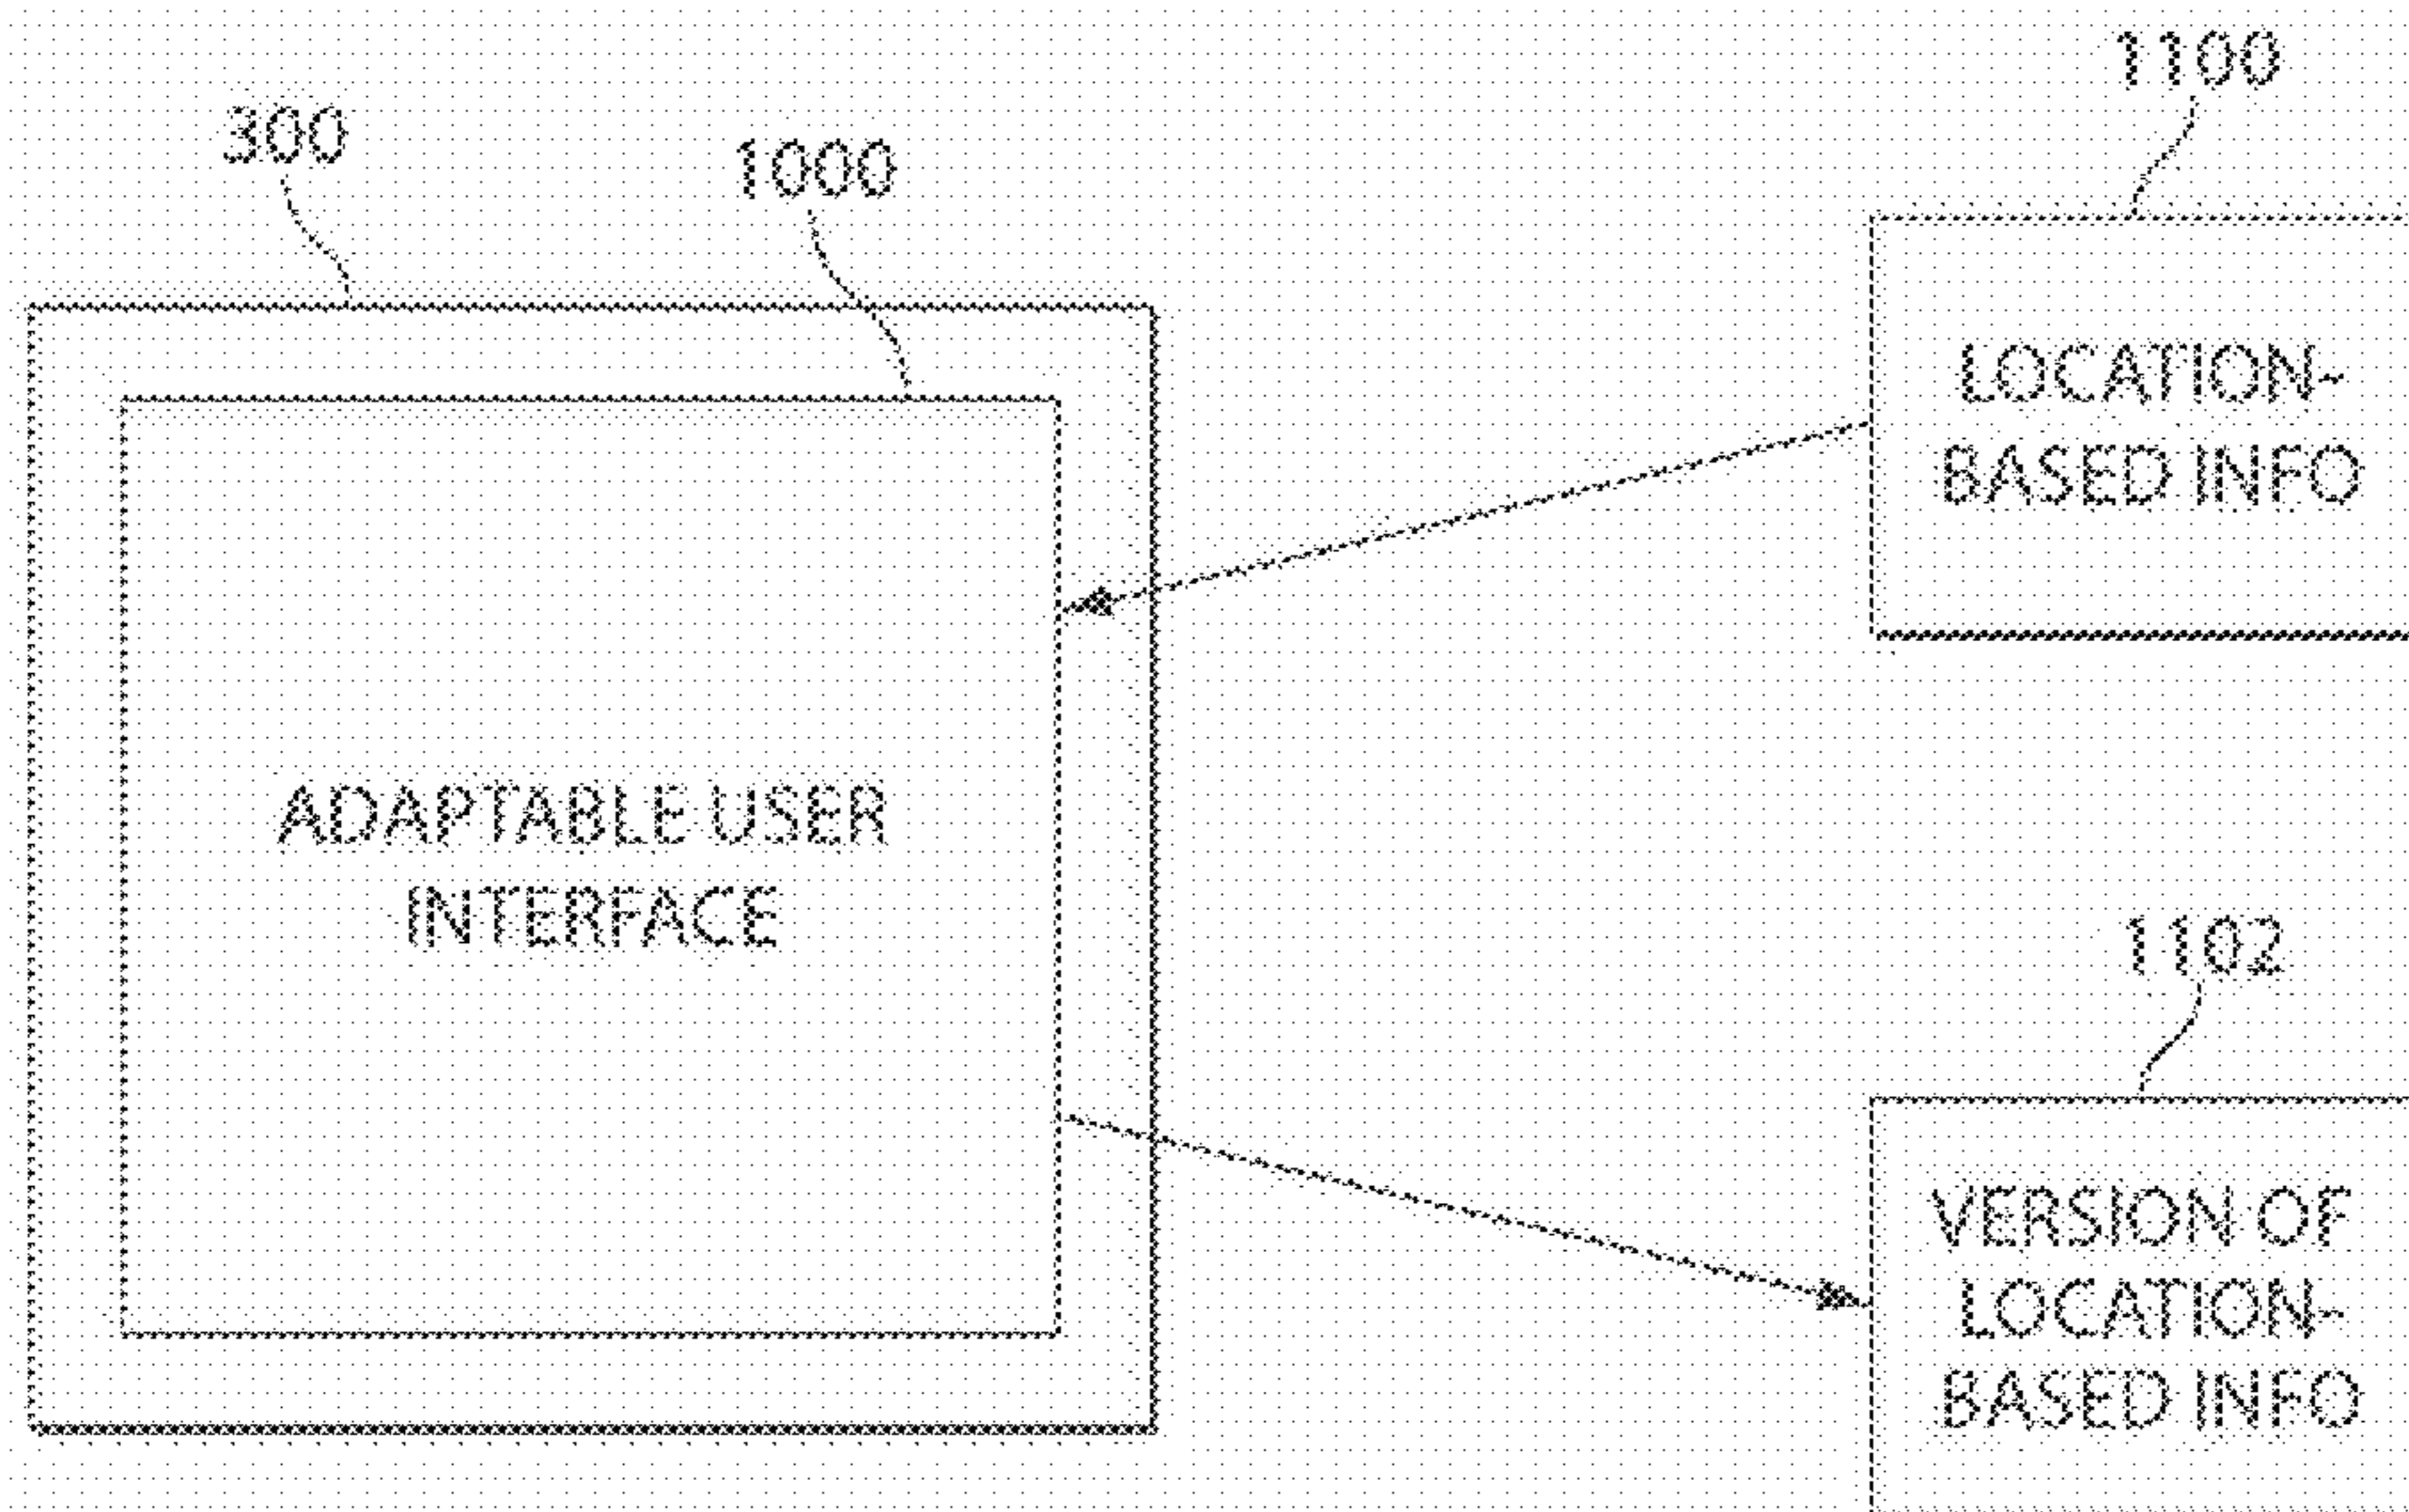 300
1000
1100
LOCATION-
BASED INFO
ADAPTABLE USER
INTERFACE
1102
VERSION OF
LOCATION-
BASED INFO